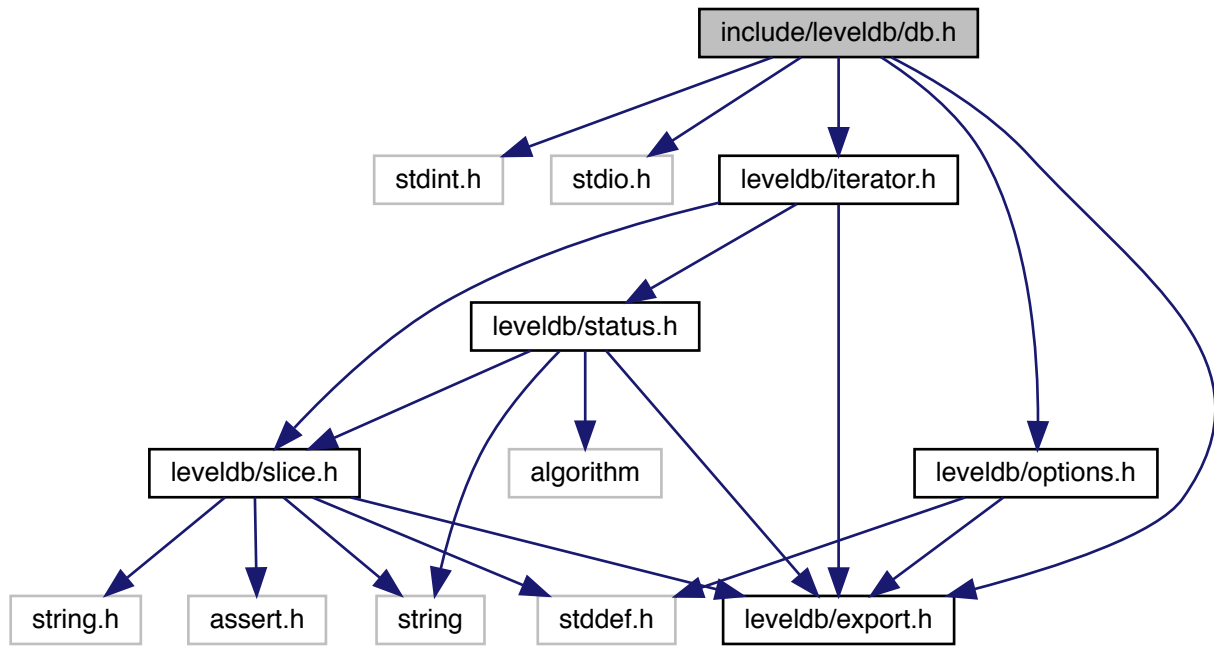 include/leveldb/db.h
stdint.h
stdio.h
leveldb/iterator.h
leveldb/status.h
leveldb/slice.h
algorithm
leveldb/options.h
string.h
assert.h
string
stddef.h
leveldb/export.h